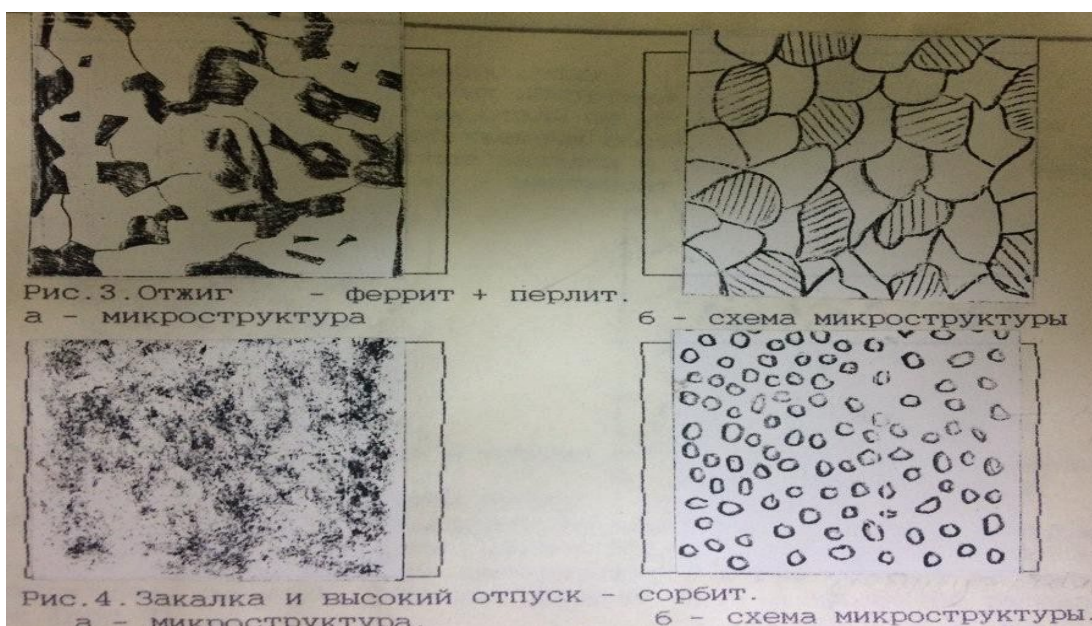 Рис.3.Отжиг - феррит + перлит.
а - микроструктура
б - схема микроструктуры
Рис.4.Закалка и высокий отпуск - сорбит.
а - микроструктура.
б - схема микроструктуры.